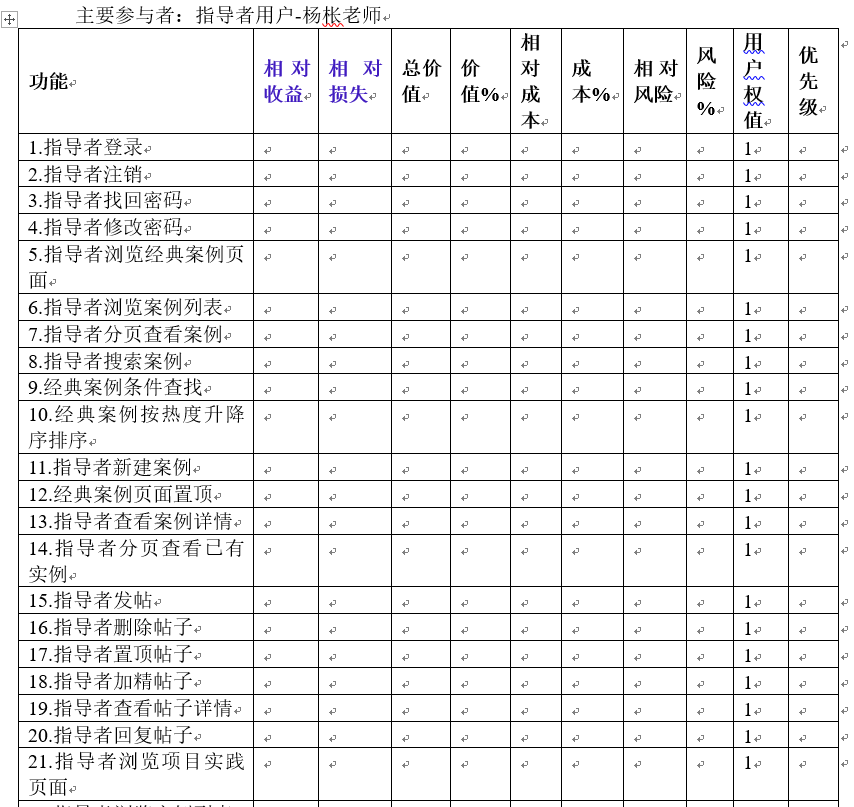 主要参与者：指导者用户-杨枨老师
功能 相对收益 相对损失 总价值 价值% 相对成本 成本% 相对风险 风险% 用户权值 优先级
1.指导者登录 1
2.指导者注销 1
3.指导者找回密码 1
4.指导者修改密码 1
5.指导者浏览经典案例页 1
面
6.指导者浏览案例列表 1
7.指导者分页查看案例 1
8.指导者搜索案例 1
9.经典案例条件查找 1
10.经典案例按热度升降 1
序排序
11.指导者新建案例 1
12.经典案例页面置顶 1
13.指导者查看案例详情 1
14.指导者分页查看已有 1
实例
15.指导者发帖 1
16.指导者删除帖子 1
17.指导者置顶帖子 1
18.指导者加精帖子 1
19.指导者查看帖子详情 1
20.指导者回复帖子 1
21.指导者浏览项目实践 1
页面